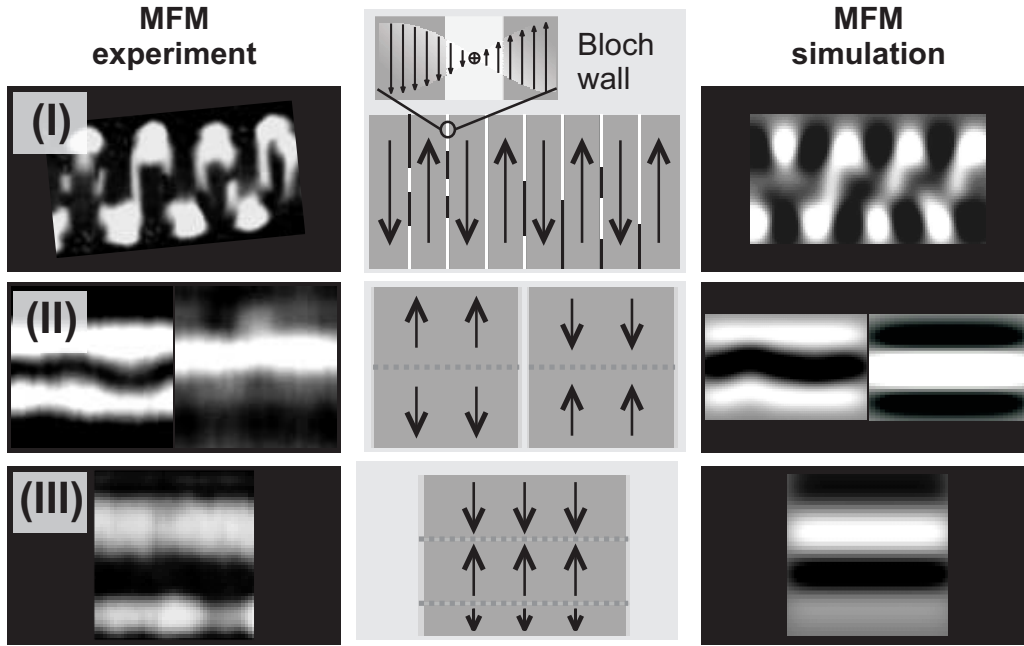 MFM
experiment
Bloch
wall
MFM
simulation
(I)
(II)
(III)